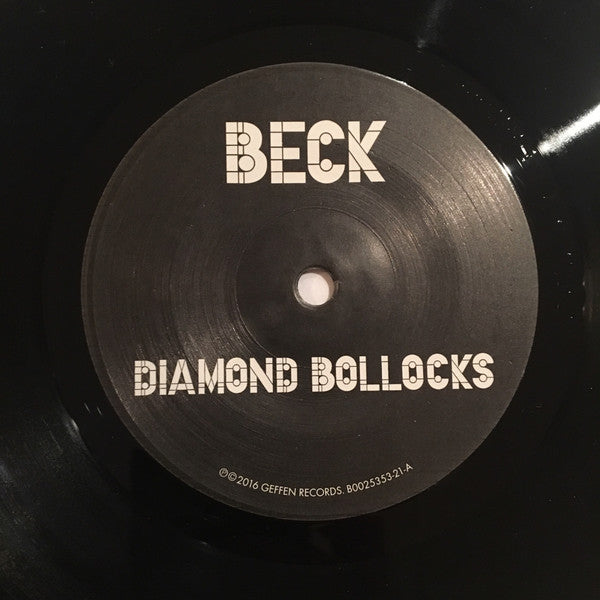 BECK
DIAMOND BOLLOCKS
℗©2016 GEFFEN RECORDS. B0025353-21-A